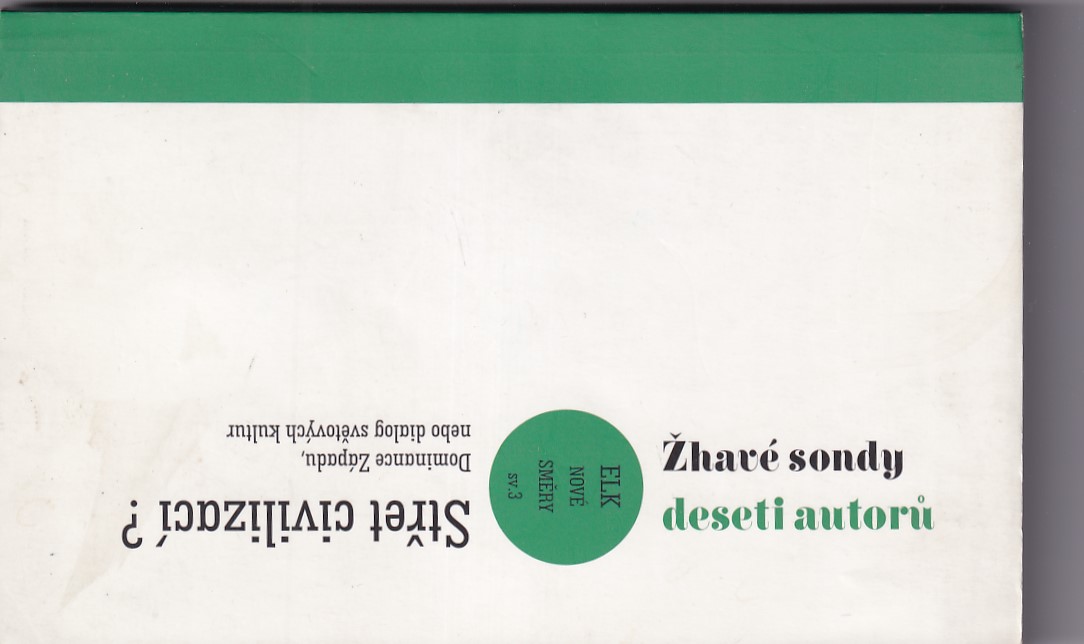 Střet civilizací ?
Dominance Západu,
nebo dialog světových kultur
ELK
NOVÉ
SMĚRY
sv.3
Žhavé sondy
deseti autorů